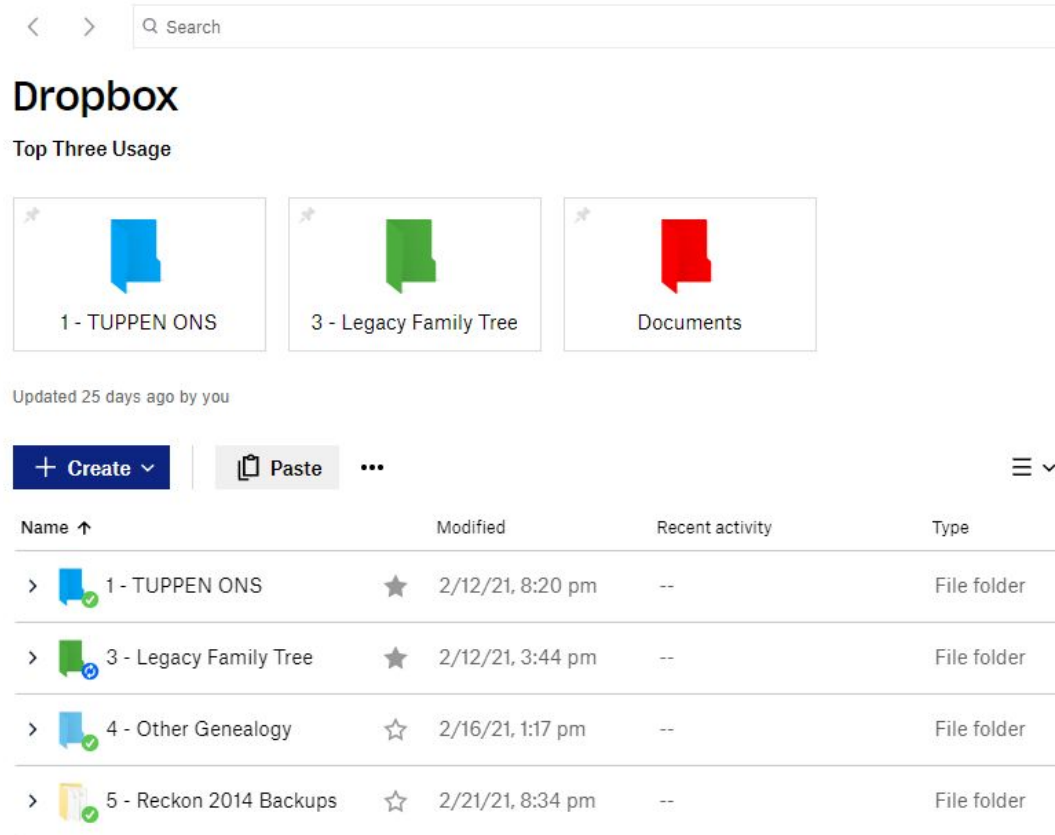 Search
Dropbox
Top Three Usage
1 - TUPPEN ONS
3 - Legacy Family Tree
Documents
Updated 25 days ago by you
Create
Paste
Name Modified Recent activity Type
1 - TUPPEN ONS 2/12/21, 8:20 pm -- File folder
3 - Legacy Family Tree 2/12/21, 3:44 pm -- File folder
4 - Other Genealogy 2/16/21, 1:17 pm -- File folder
5 - Reckon 2014 Backups 2/21/21, 8:34 pm -- File folder